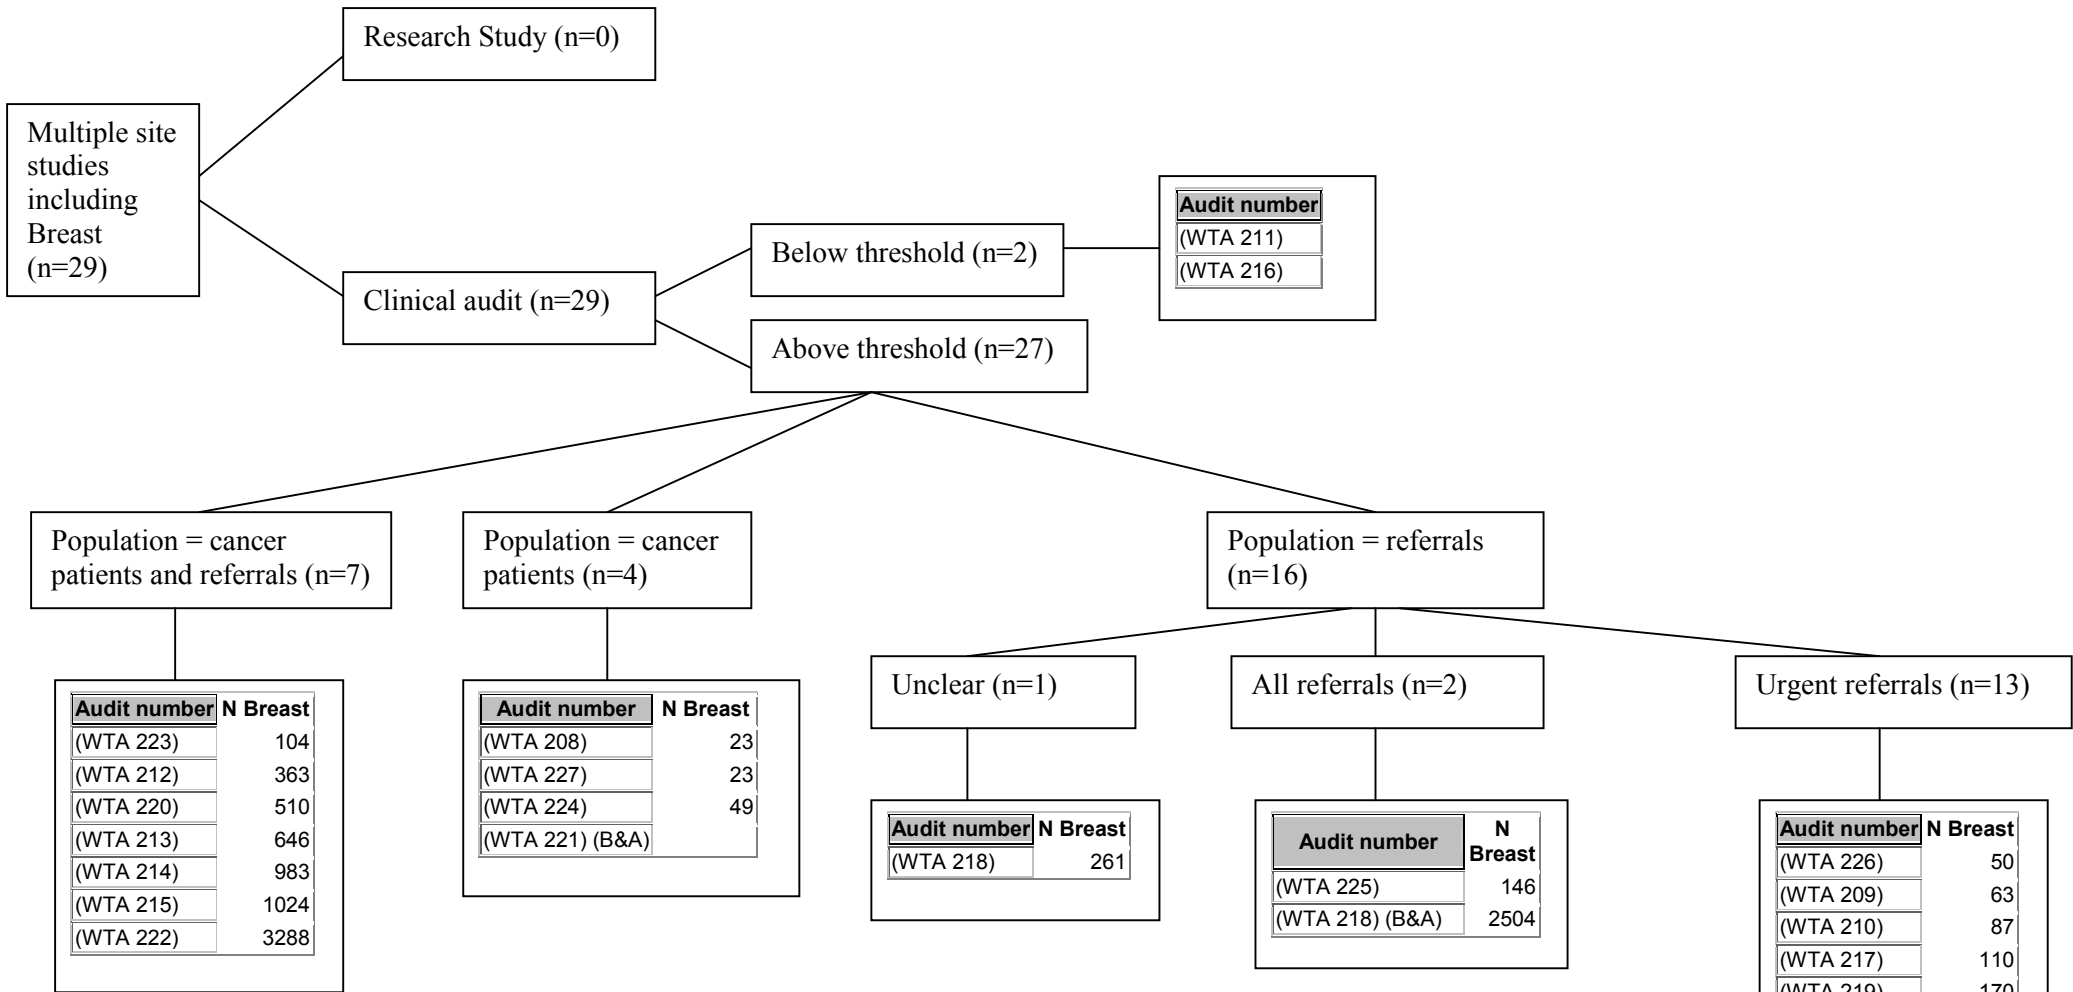 Research Study (n=0)
Multiple site
studies
including
Breast
(n=29)
Clinical audit (n=29)
Below threshold (n=2)
Audit number
(WTA 211)
(WTA 216)
Above threshold (n=27)
Population = cancer
patients and referrals (n=7)
Population = cancer
patients (n=4)
Population = referrals
(n=16)
Unclear (n=1)
All referrals (n=2)
Urgent referrals (n=13)
Audit number N Breast
(WTA 223) 104
(WTA 212) 363
(WTA 220) 510
(WTA 213) 646
(WTA 214) 983
(WTA 215) 1024
(WTA 222) 3288
Audit number N Breast
(WTA 208) 23
(WTA 227) 23
(WTA 224) 49
(WTA 221) (B&A)
Audit number N Breast
(WTA 218) 261
Audit number N
Breast
(WTA 225) 146
(WTA 218) (B&A) 2504
Audit number N Breast
(WTA 226) 50
(WTA 209) 63
(WTA 210) 87
(WTA 217) 110
(WTA 219) 170